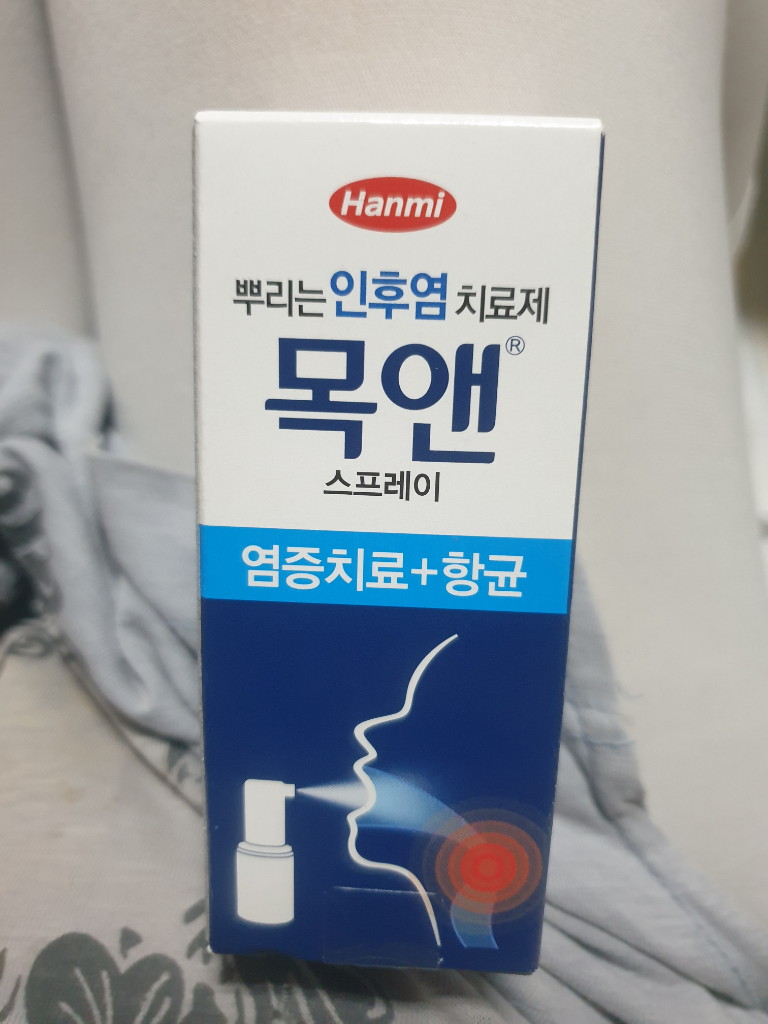 Hanmi
뿌리는 인후염 치료제
목앤®
스프레이
염증치료+항균